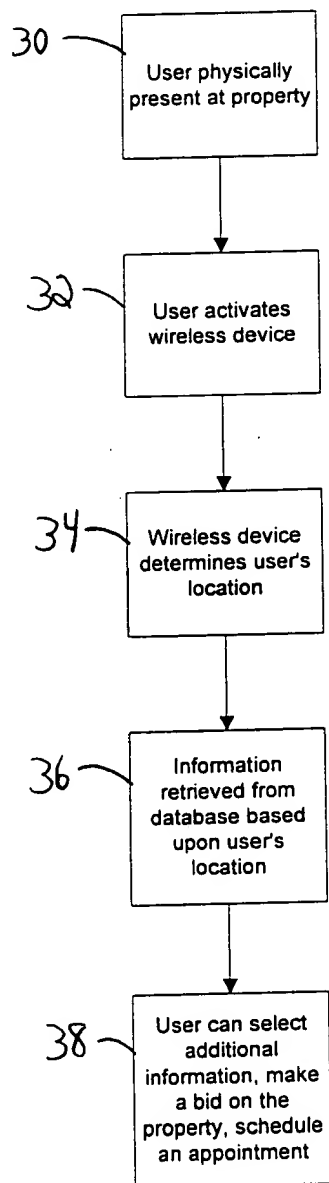 30
User physically
present at property
32
User activates
wireless device
34
Wireless device
determines user's
location
36
Information
retrieved from
database based
upon user's
location
38
User can select
additional
information, make
a bid on the
property, schedule
an appointment